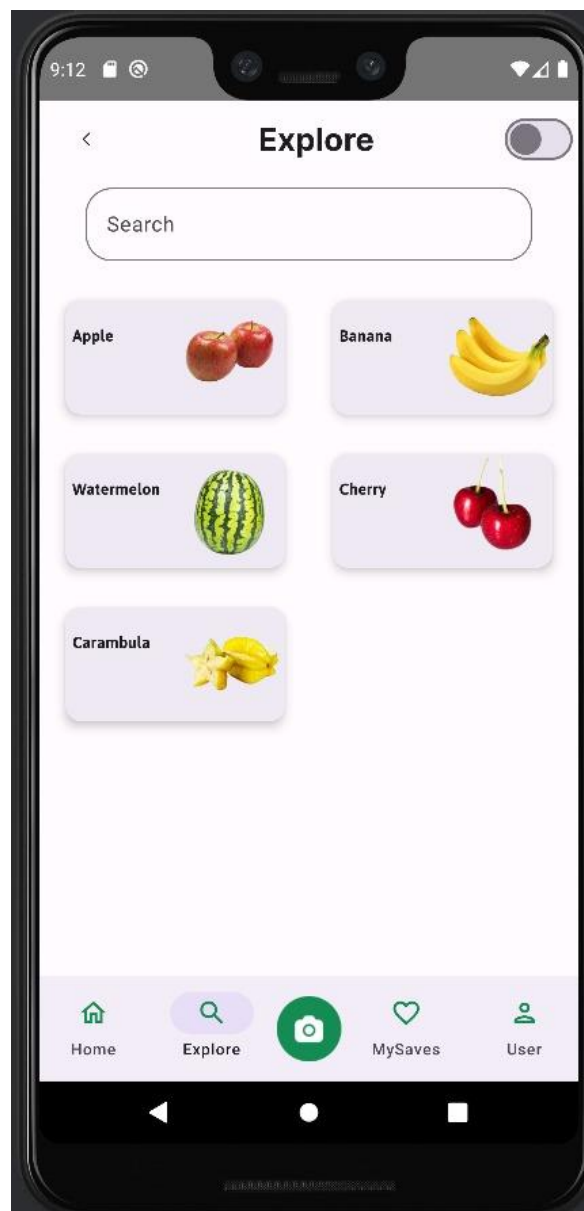 9:12
Explore
Search
Apple
Banana
Watermelon
Cherry
Carambula
Home
Explore
MySaves
User